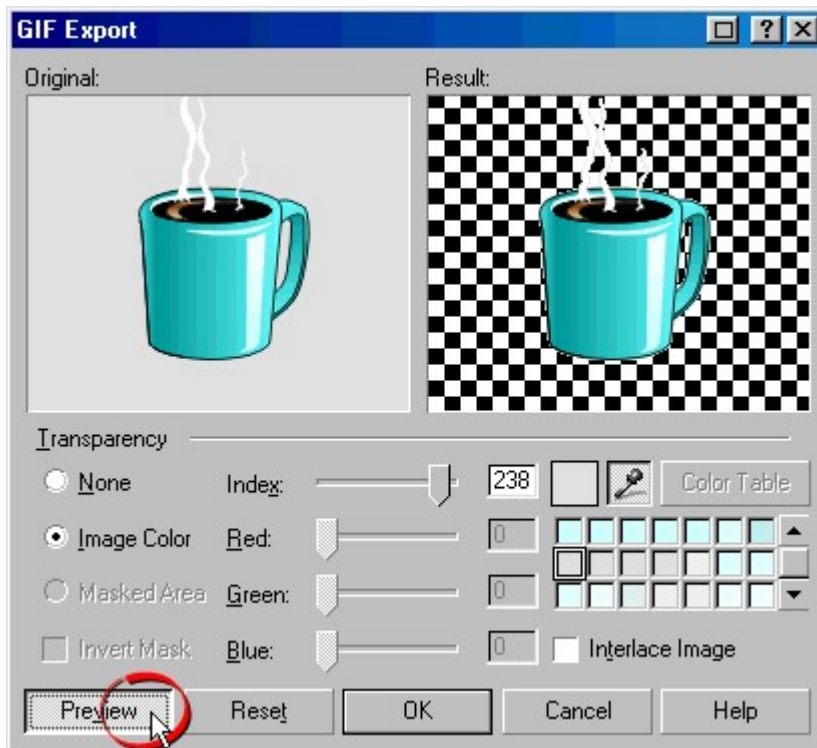 GIF Export
Original: Result:
Transparency
None Index: 238 Color Table
Image Color Red: 0
Masked Area Green: 0
Invert Mask Blue: 0 Interlace Image
Preview Reset OK Cancel Help